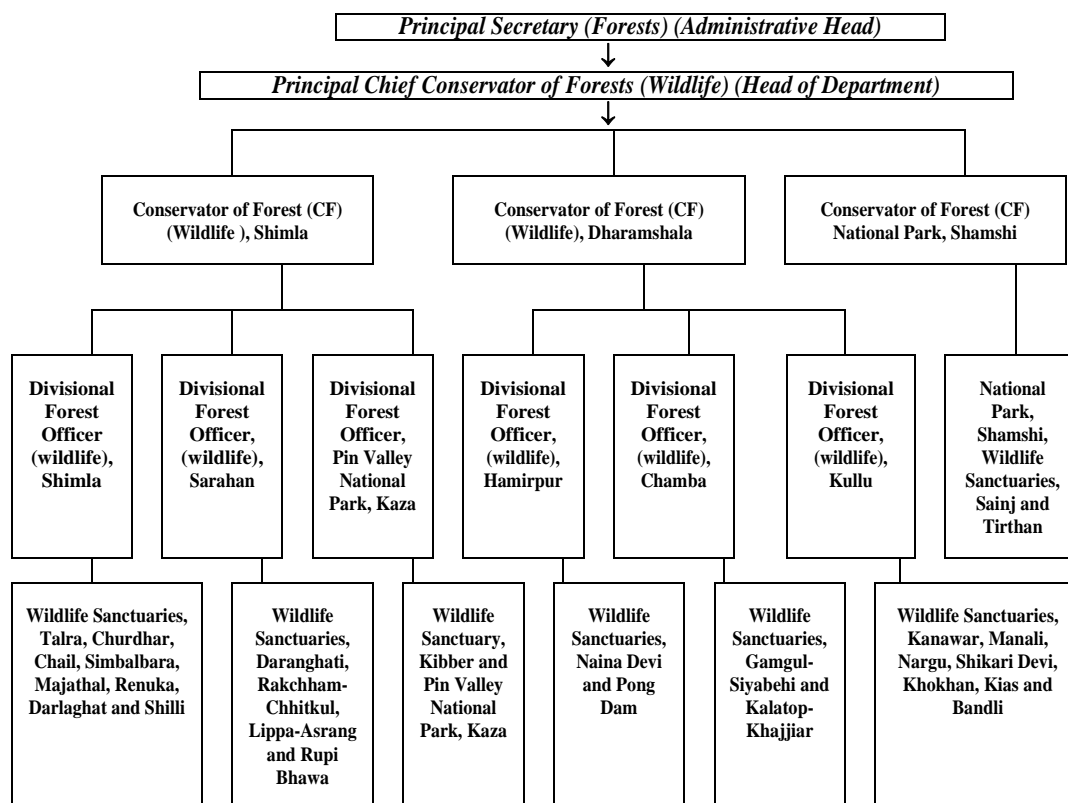 Principal Secretary (Forests) (Administrative Head)
Principal Chief Conservator of Forests (Wildlife) (Head of Department)
Conservator of Forest (CF)
(Wildlife ), Shimla
Conservator of Forest (CF)
(Wildlife), Dharamshala
Conservator of Forest (CF)
National Park, Shamshi
Divisional
Forest
Officer
(wildlife),
Shimla
Divisional
Forest
Officer,
(wildlife),
Sarahan
Divisional
Forest
Officer,
Pin Valley
National
Park, Kaza
Divisional
Forest
Officer,
(wildlife),
Hamirpur
Divisional
Forest
Officer,
(wildlife),
Chamba
Divisional
Forest
Officer,
(wildlife),
Kullu
National
Park,
Shamshi,
Wildlife
Sanctuaries,
Sainj and
Tirthan
Wildlife Sanctuaries,
Talra, Churdhar,
Chail, Simbalbara,
Majathal, Renuka,
Darlaghat and Shilli
Wildlife
Sanctuaries,
Daranghati,
Rakchham-
Chhitkul,
Lippa-Asrang
and Rupi
Bhawa
Wildlife
Sanctuary,
Kibber and
Pin Valley
National
Park, Kaza
Wildlife
Sanctuaries,
Naina Devi
and Pong
Dam
Wildlife
Sanctuaries,
Gamgul-
Siyabehi and
Kalatop-
Khajjiar
Wildlife Sanctuaries,
Kanawar, Manali,
Nargu, Shikari Devi,
Khokhan, Kias and
Bandli